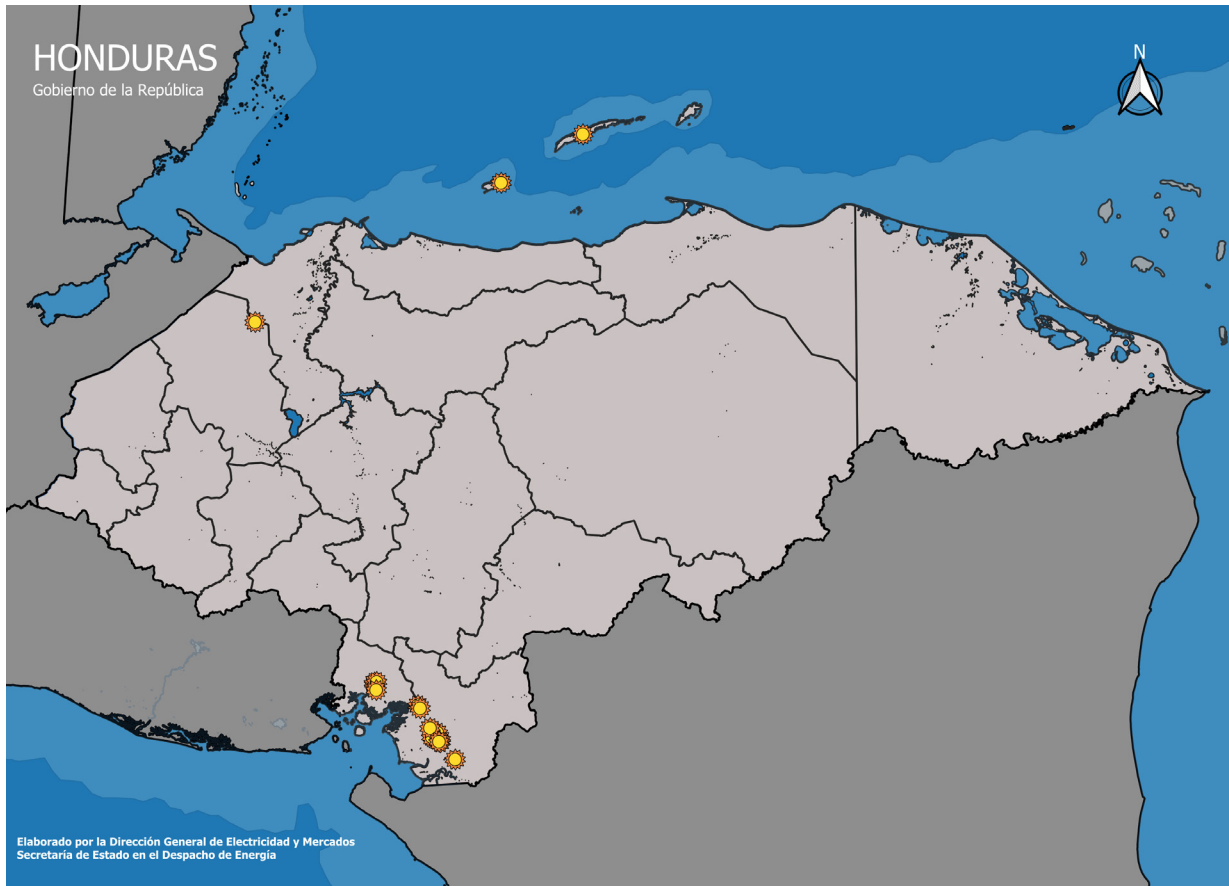 HONDURAS
Gobierno de la República
N
Elaborado por la Dirección General de Electricidad y Mercados
Secretaría de Estado en el Despacho de Energía